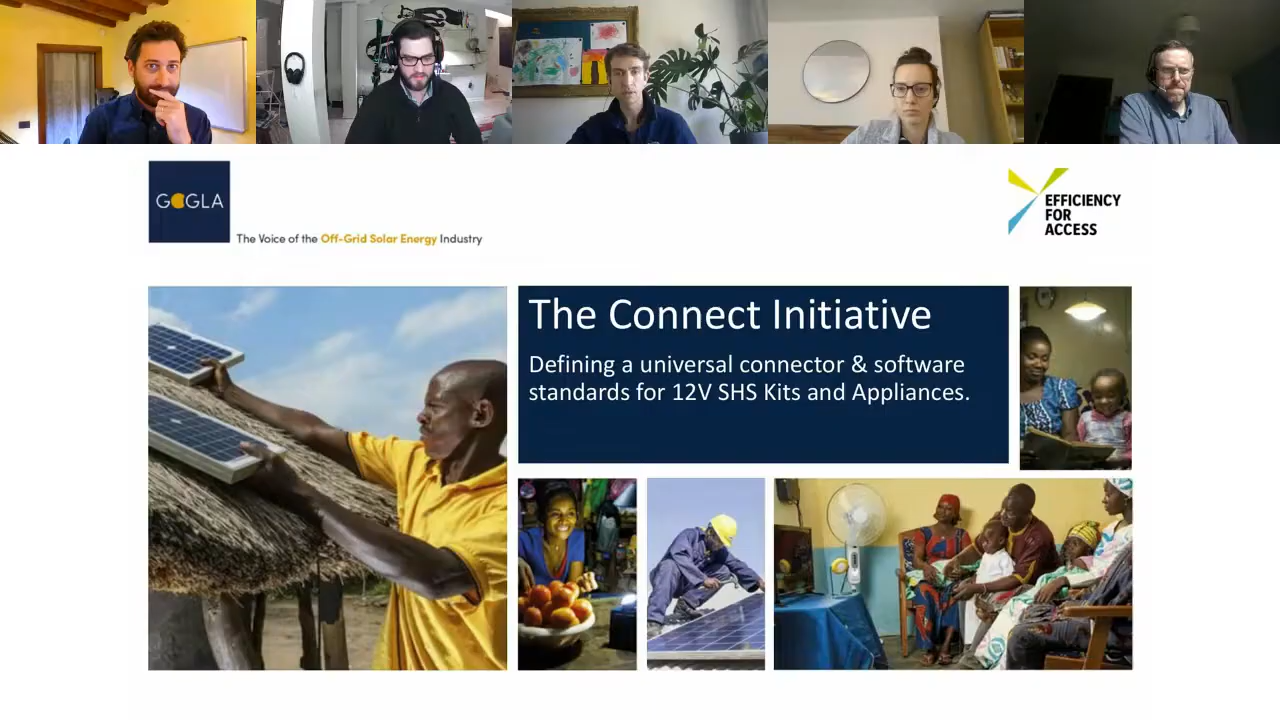 GOGLA
The Voice of the Off-Grid Solar Energy Industry
EFFICIENCY
FOR
ACCESS
The Connect Initiative
Defining a universal connector & software
standards for 12V SHS Kits and Appliances.